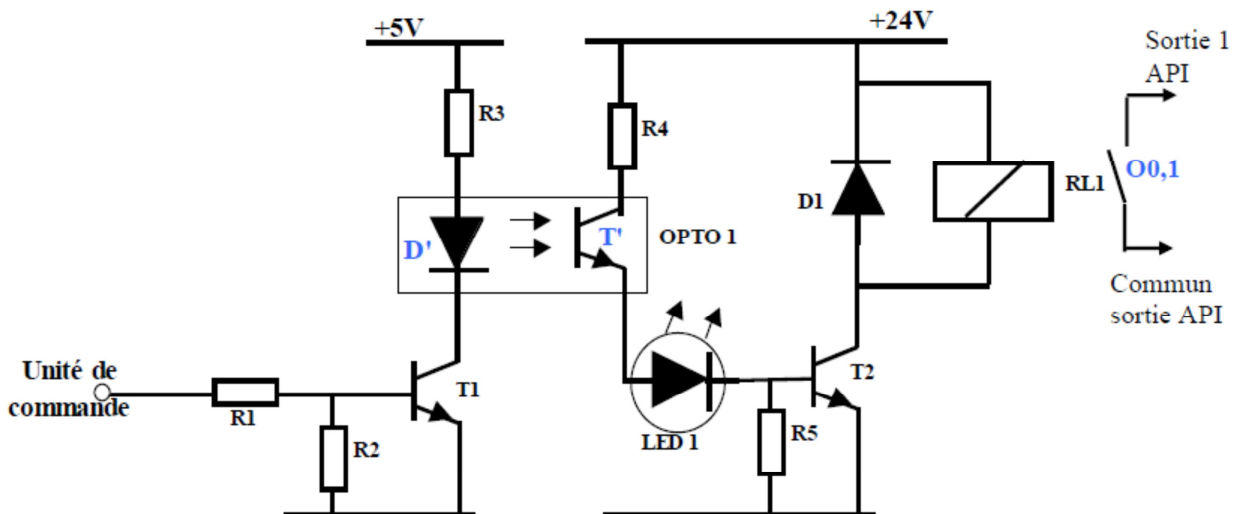 +5V
+24V
Sortie 1
API
R3
R4
O0,1
RL1
D1
D'
T'
OPTO 1
Commun
sortie API
Unité de
commande
T1
T2
R1
R2
LED 1
R5